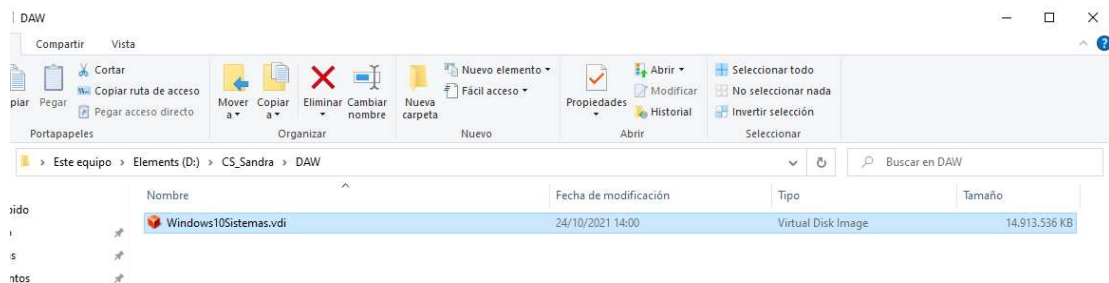 DAW
Compartir Vista
Cortar
Copiar ruta de acceso
Pegar acceso directo
piar Pegar
Portapapeles
Mover a Copiar a Eliminar Cambiar nombre
Organizar
Nueva carpeta
Nuevo elemento
Fácil acceso
Nuevo
Propiedades
Abrir
Modificar
Historial
Abrir
Seleccionar todo
No seleccionar nada
Invertir selección
Seleccionar
Este equipo > Elements (D:) > CS_Sandra > DAW
Buscar en DAW
Nombre Fecha de modificación Tipo Tamaño
Windows10Sistemas.vdi 24/10/2021 14:00 Virtual Disk Image 14.913.536 KB
pido
s
ntos